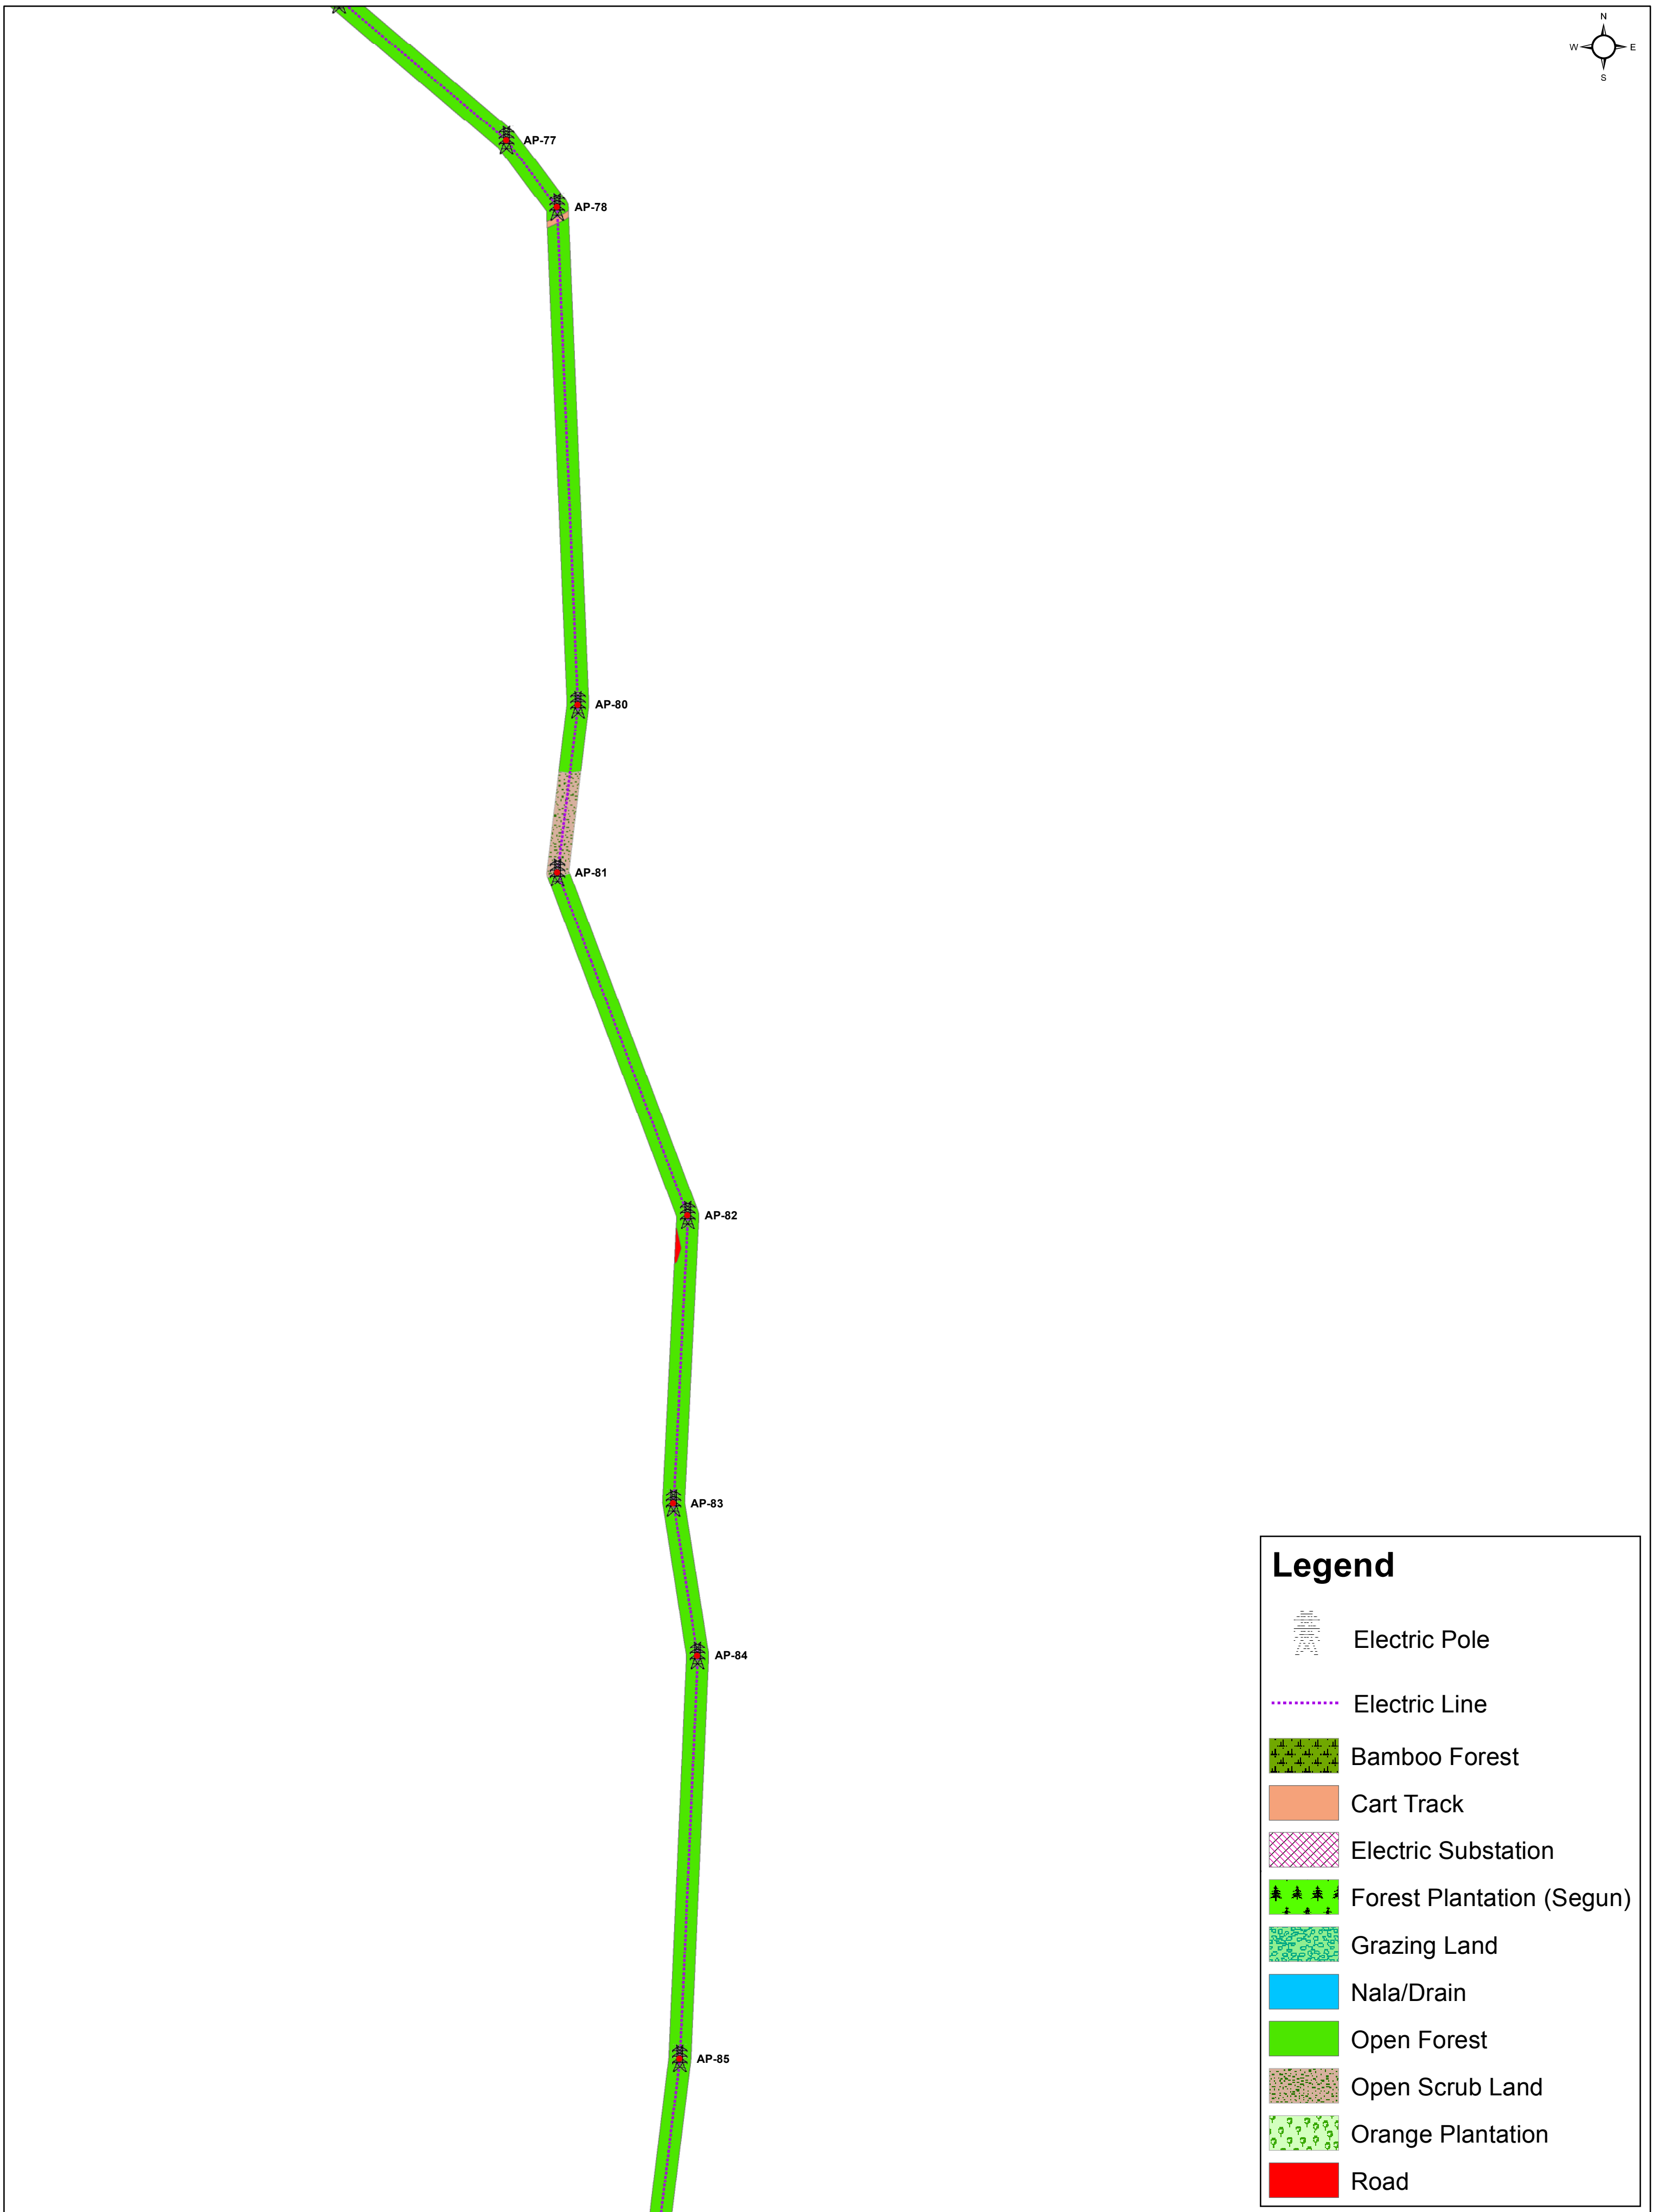 N
W E
S
AP-77
AP-78
AP-80
AP-81
AP-82
AP-83
AP-84
AP-85
Legend
Electric Pole
Electric Line
Bamboo Forest
Cart Track
Electric Substation
Forest Plantation (Segun)
Grazing Land
Nala/Drain
Open Forest
Open Scrub Land
Orange Plantation
Road